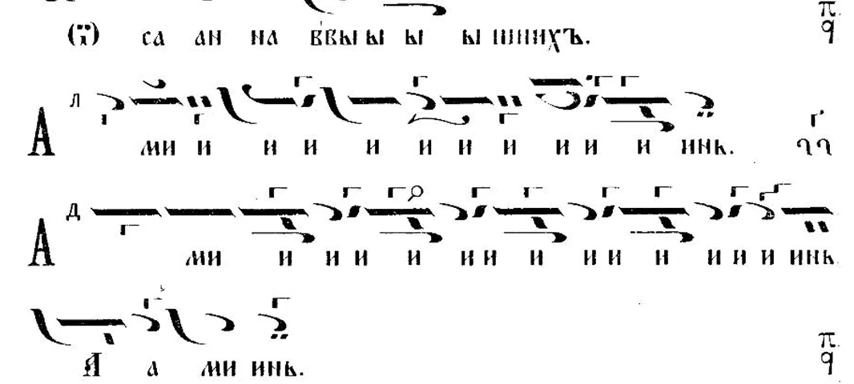 (ї) са ан на ввы ы ы ы шнихъ.
А Л ми и и и и и и и и и и инь.
А Д ми и и и и и и и и и и и и инь
А а ми инь.